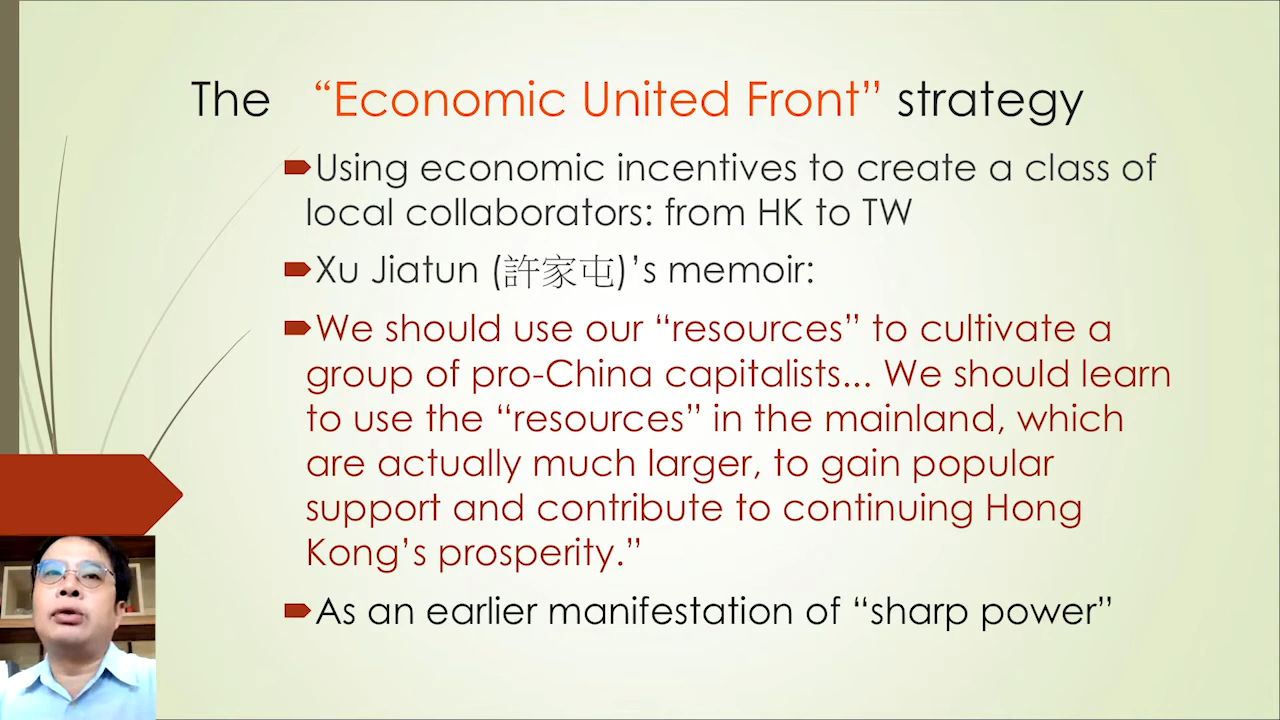 The “Economic United Front” strategy
Using economic incentives to create a class of
local collaborators: from HK to TW
Xu Jiatun (許家屯)’s memoir:
We should use our “resources” to cultivate a
group of pro-China capitalists... We should learn
to use the “resources” in the mainland, which
are actually much larger, to gain popular
support and contribute to continuing Hong
Kong’s prosperity.”
As an earlier manifestation of “sharp power”